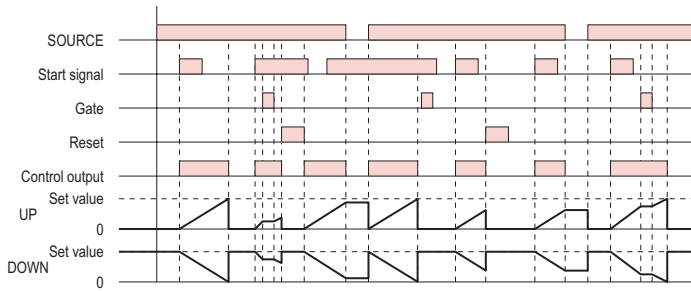 SOURCE
Start signal
Gate
Reset
Control output
Set value
UP
0
Set value
DOWN
0